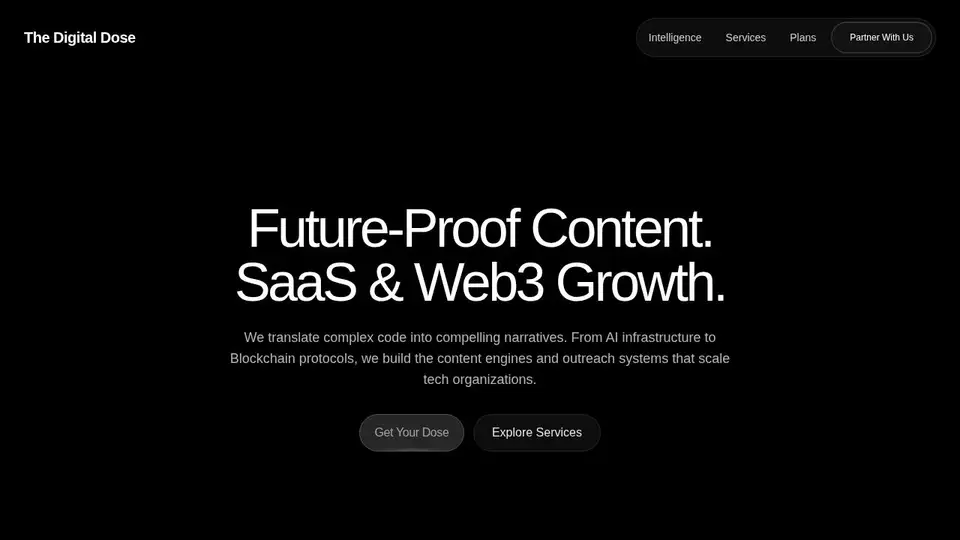 The Digital Dose
Intelligence
Services
Plans
Partner With Us
Future-Proof Content.
SaaS & Web3 Growth.
We translate complex code into compelling narratives. From AI infrastructure to
Blockchain protocols, we build the content engines and outreach systems that scale
tech organizations.
Get Your Dose
Explore Services